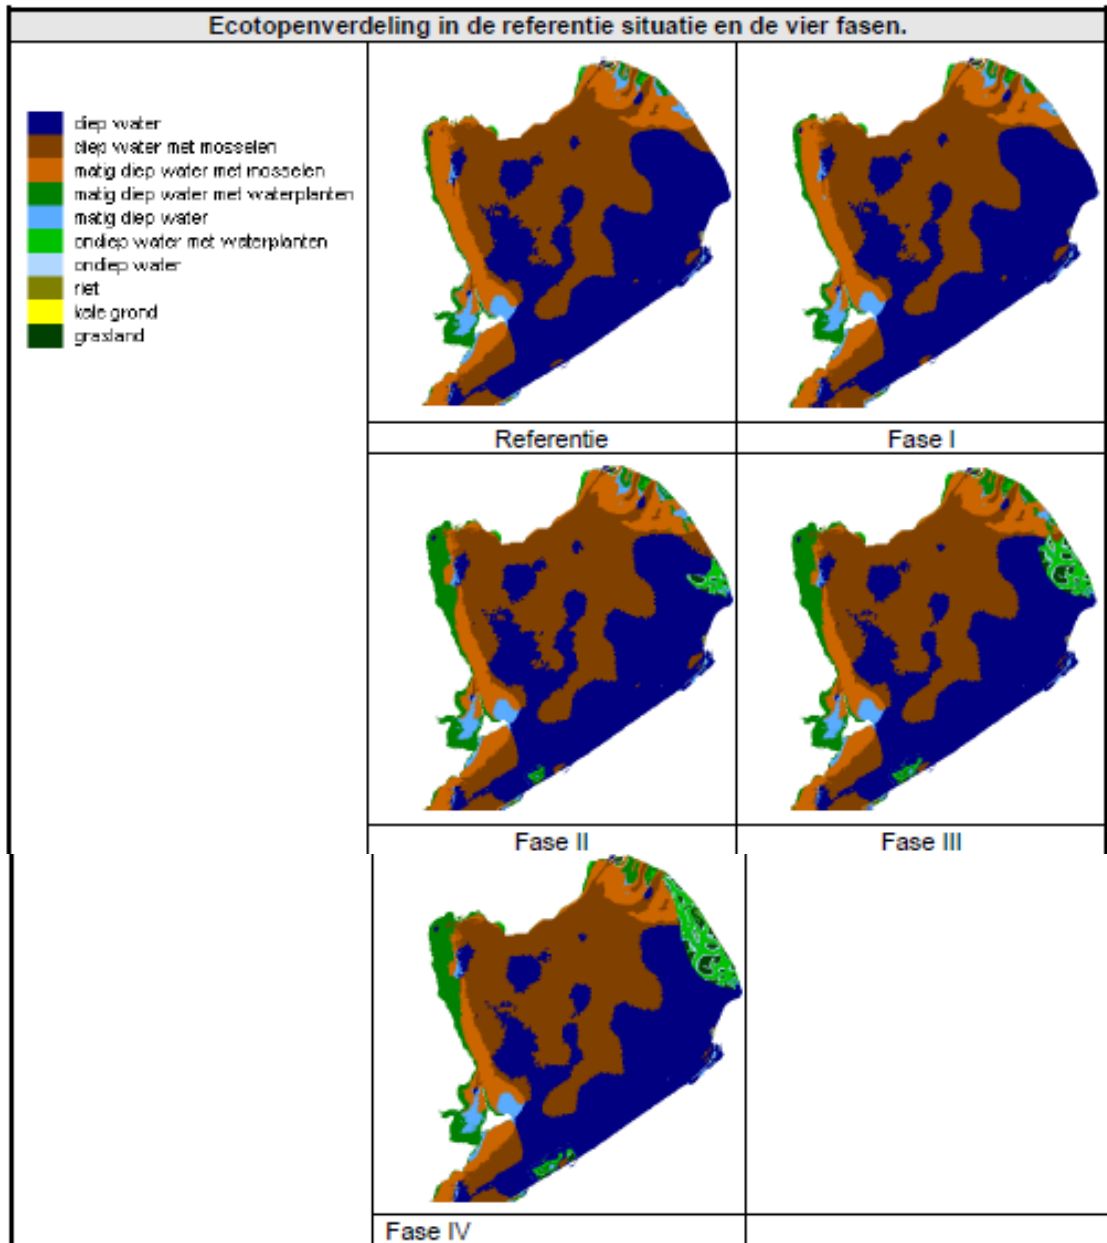 Ecotopenverdeling in de referentie situatie en de vier fasen.
diep water
diep water met mosselen
matig diep water met mosselen
matig diep water met waterplanten
matig diep water
ondiep water met waterplanten
ondiep water
riet
kale grond
grasland
Referentie
Fase I
Fase II
Fase III
Fase IV